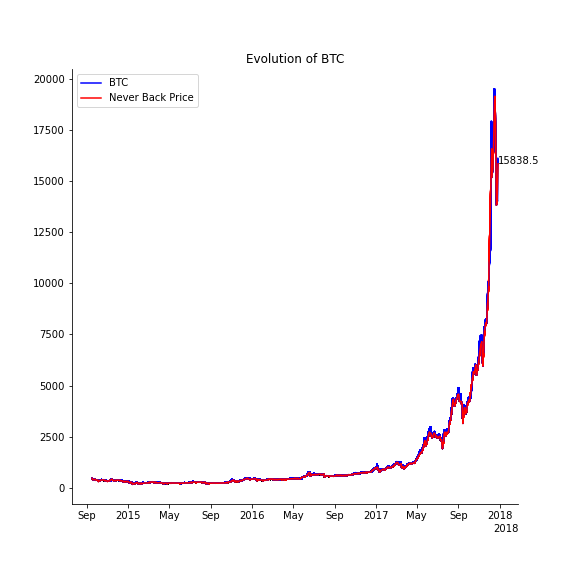 Evolution of BTC
BTC
Never Back Price
20000
17500
15000
12500
10000
7500
5000
2500
0
15838.5
Sep 2015 May Sep 2016 May Sep 2017 May Sep 2018
2018